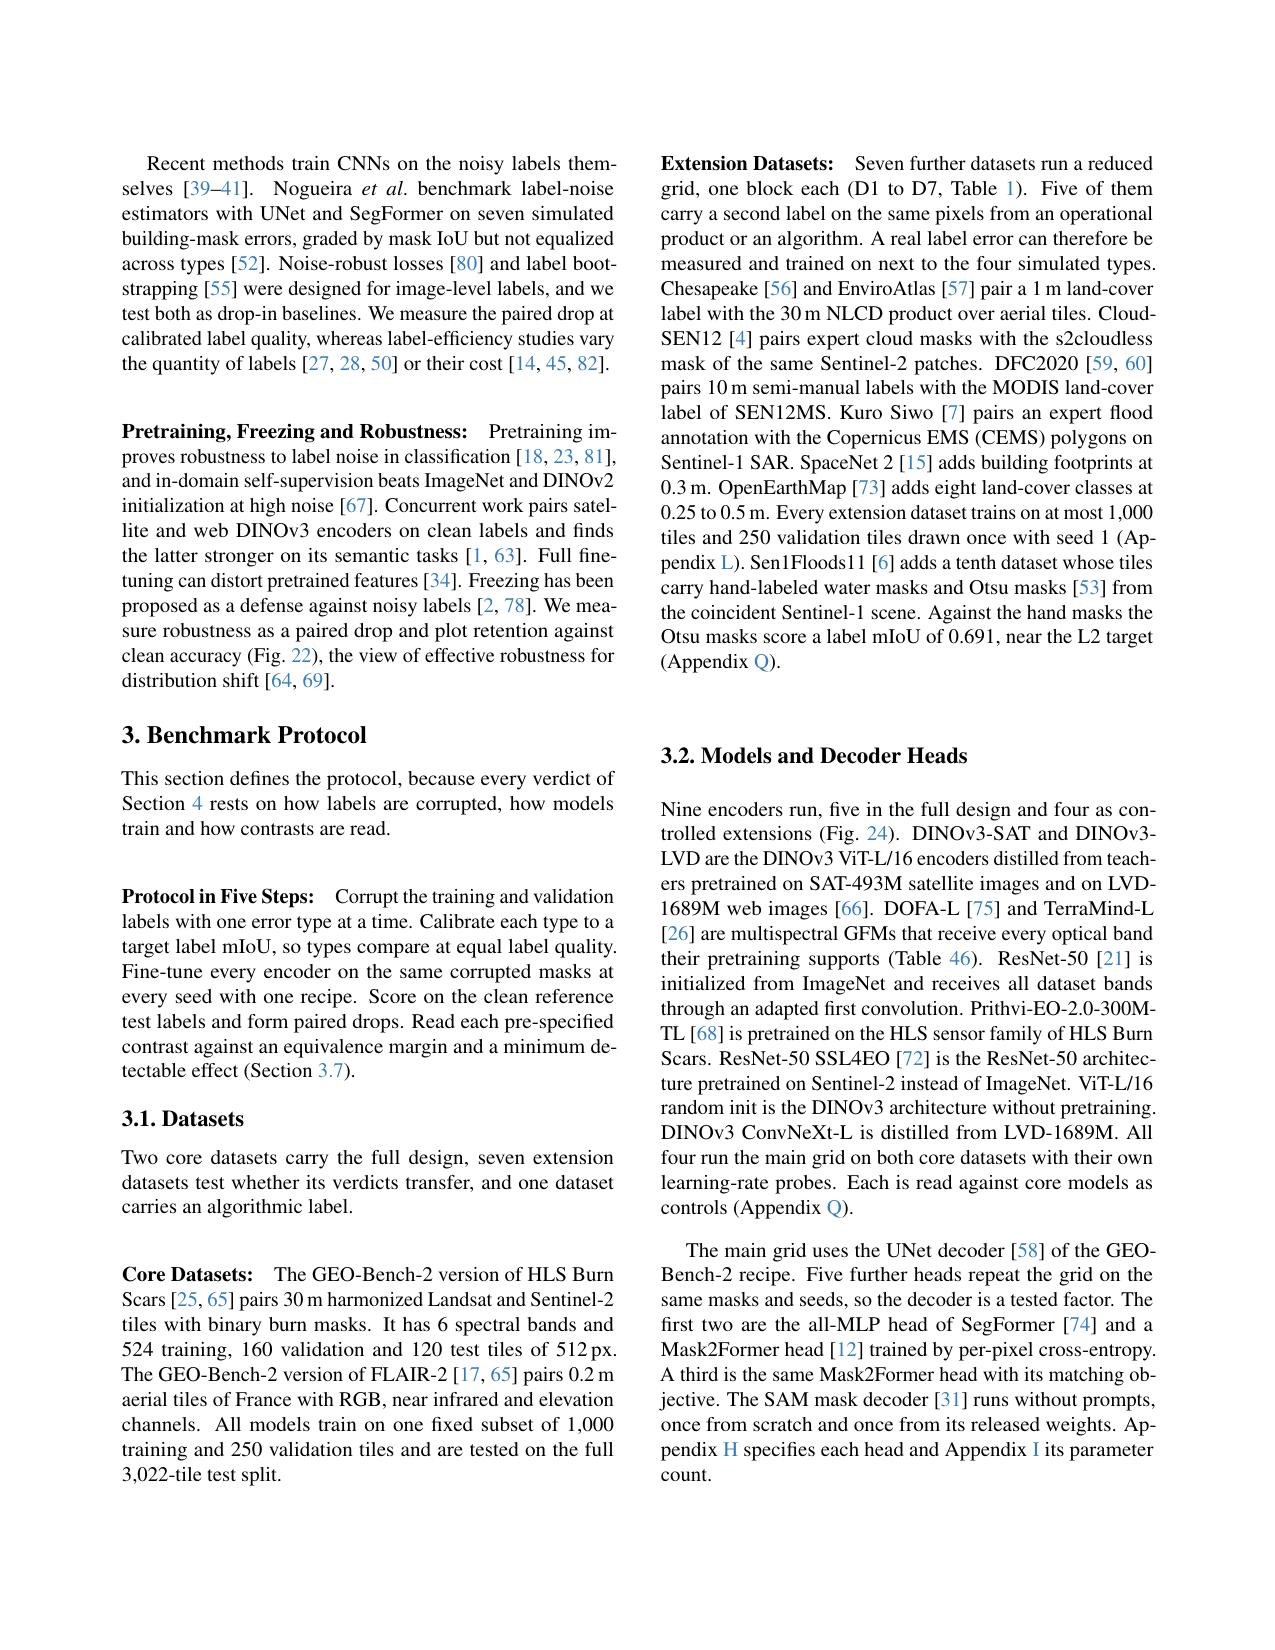 Recent methods train CNNs on the noisy labels them-
selves [39–41]. Nogueira et al. benchmark label-noise
estimators with UNet and SegFormer on seven simulated
building-mask errors, graded by mask IoU but not equalized
across types [52]. Noise-robust losses [80] and label boot-
strapping [55] were designed for image-level labels, and we
test both as drop-in baselines. We measure the paired drop at
calibrated label quality, whereas label-efficiency studies vary
the quantity of labels [27, 28, 50] or their cost [14, 45, 82].
Pretraining, Freezing and Robustness: Pretraining im-
proves robustness to label noise in classification [18, 23, 81],
and in-domain self-supervision beats ImageNet and DINOv2
initialization at high noise [67]. Concurrent work pairs satel-
lite and web DINOv3 encoders on clean labels and finds
the latter stronger on its semantic tasks [1, 63]. Full fine-
tuning can distort pretrained features [34]. Freezing has been
proposed as a defense against noisy labels [2, 78]. We mea-
sure robustness as a paired drop and plot retention against
clean accuracy (Fig. 22), the view of effective robustness for
distribution shift [64, 69].
3. Benchmark Protocol
This section defines the protocol, because every verdict of
Section 4 rests on how labels are corrupted, how models
train and how contrasts are read.
Protocol in Five Steps: Corrupt the training and validation
labels with one error type at a time. Calibrate each type to a
target label mIoU, so types compare at equal label quality.
Fine-tune every encoder on the same corrupted masks at
every seed with one recipe. Score on the clean reference
test labels and form paired drops. Read each pre-specified
contrast against an equivalence margin and a minimum de-
tectable effect (Section 3.7).
3.1. Datasets
Two core datasets carry the full design, seven extension
datasets test whether its verdicts transfer, and one dataset
carries an algorithmic label.
Core Datasets: The GEO-Bench-2 version of HLS Burn
Scars [25, 65] pairs 30 m harmonized Landsat and Sentinel-2
tiles with binary burn masks. It has 6 spectral bands and
524 training, 160 validation and 120 test tiles of 512 px.
The GEO-Bench-2 version of FLAIR-2 [17, 65] pairs 0.2 m
aerial tiles of France with RGB, near infrared and elevation
channels. All models train on one fixed subset of 1,000
training and 250 validation tiles and are tested on the full
3,022-tile test split.
Extension Datasets: Seven further datasets run a reduced
grid, one block each (D1 to D7, Table 1). Five of them
carry a second label on the same pixels from an operational
product or an algorithm. A real label error can therefore be
measured and trained on next to the four simulated types.
Chesapeake [56] and EnviroAtlas [57] pair a 1 m land-cover
label with the 30 m NLCD product over aerial tiles. Cloud-
SEN12 [4] pairs expert cloud masks with the s2cloudless
mask of the same Sentinel-2 patches. DFC2020 [59, 60]
pairs 10 m semi-manual labels with the MODIS land-cover
label of SEN12MS. Kuro Siwo [7] pairs an expert flood
annotation with the Copernicus EMS (CEMS) polygons on
Sentinel-1 SAR. SpaceNet 2 [15] adds building footprints at
0.3 m. OpenEarthMap [73] adds eight land-cover classes at
0.25 to 0.5 m. Every extension dataset trains on at most 1,000
tiles and 250 validation tiles drawn once with seed 1 (Ap-
pendix L). Sen1Floods11 [6] adds a tenth dataset whose tiles
carry hand-labeled water masks and Otsu masks [53] from
the coincident Sentinel-1 scene. Against the hand masks the
Otsu masks score a label mIoU of 0.691, near the L2 target
(Appendix Q).
3.2. Models and Decoder Heads
Nine encoders run, five in the full design and four as con-
trolled extensions (Fig. 24). DINOv3-SAT and DINOv3-
LVD are the DINOv3 ViT-L/16 encoders distilled from teach-
ers pretrained on SAT-493M satellite images and on LVD-
1689M web images [66]. DOFA-L [75] and TerraMind-L
[26] are multispectral GFMs that receive every optical band
their pretraining supports (Table 46). ResNet-50 [21] is
initialized from ImageNet and receives all dataset bands
through an adapted first convolution. Prithvi-EO-2.0-300M-
TL [68] is pretrained on the HLS sensor family of HLS Burn
Scars. ResNet-50 SSL4EO [72] is the ResNet-50 architec-
ture pretrained on Sentinel-2 instead of ImageNet. ViT-L/16
random init is the DINOv3 architecture without pretraining.
DINOv3 ConvNeXt-L is distilled from LVD-1689M. All
four run the main grid on both core datasets with their own
learning-rate probes. Each is read against core models as
controls (Appendix Q).
The main grid uses the UNet decoder [58] of the GEO-
Bench-2 recipe. Five further heads repeat the grid on the
same masks and seeds, so the decoder is a tested factor. The
first two are the all-MLP head of SegFormer [74] and a
Mask2Former head [12] trained by per-pixel cross-entropy.
A third is the same Mask2Former head with its matching ob-
jective. The SAM mask decoder [31] runs without prompts,
once from scratch and once from its released weights. Ap-
pendix H specifies each head and Appendix I its parameter
count.